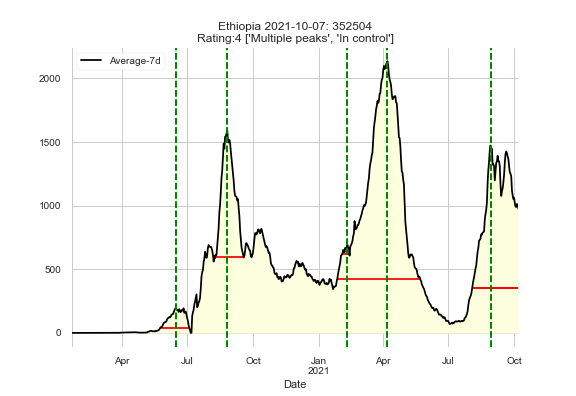 Ethiopia 2021-10-07: 352504
Rating:4 ['Multiple peaks', 'In control']
Average-7d
2000
1500
1000
500
0
Apr Jul Oct Jan Apr Jul Oct
2021
Date